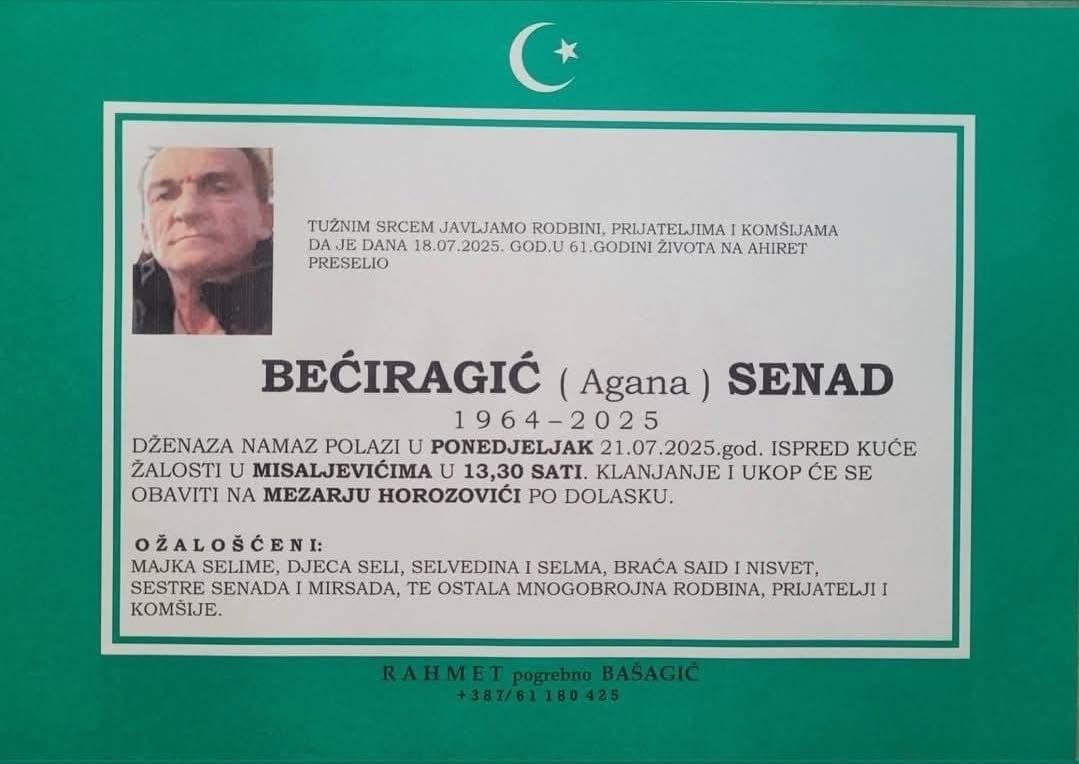 TUŽNIM SRCEM JAVLJAMO RODBINI, PRIJATELJIMA I KOMŠIJAMA
DA JE DANA 18.07.2025. GOD.U 61.GODINI ŽIVOTA NA AHIRET
PRESELIO
BEĆIRAGIĆ ( Agana ) SENAD
1964–2025
DŽENAZA NAMAZ POLAZI U PONEDJELJAK 21.07.2025.god. ISPRED KUĆE
ŽALOSTI U MISALJEVIĆIMA U 13,30 SATI. KLANJANJE I UKOP ĆE SE
OBAVITI NA MEZARJU HOROZOVIĆI PO DOLASKU.
OŽALOŠĆENI:
MAJKA SELIME, DJECA SELI, SELVEDINA I SELMA, BRAĆA SAID I NISVET,
SESTRE SENADA I MIRSADA, TE OSTALA MNOGOBROJNA RODBINA, PRIJATELJI I
KOMŠIJE.
RAHMET pogrebno BAŠAGIĆ
+387/61 180 425